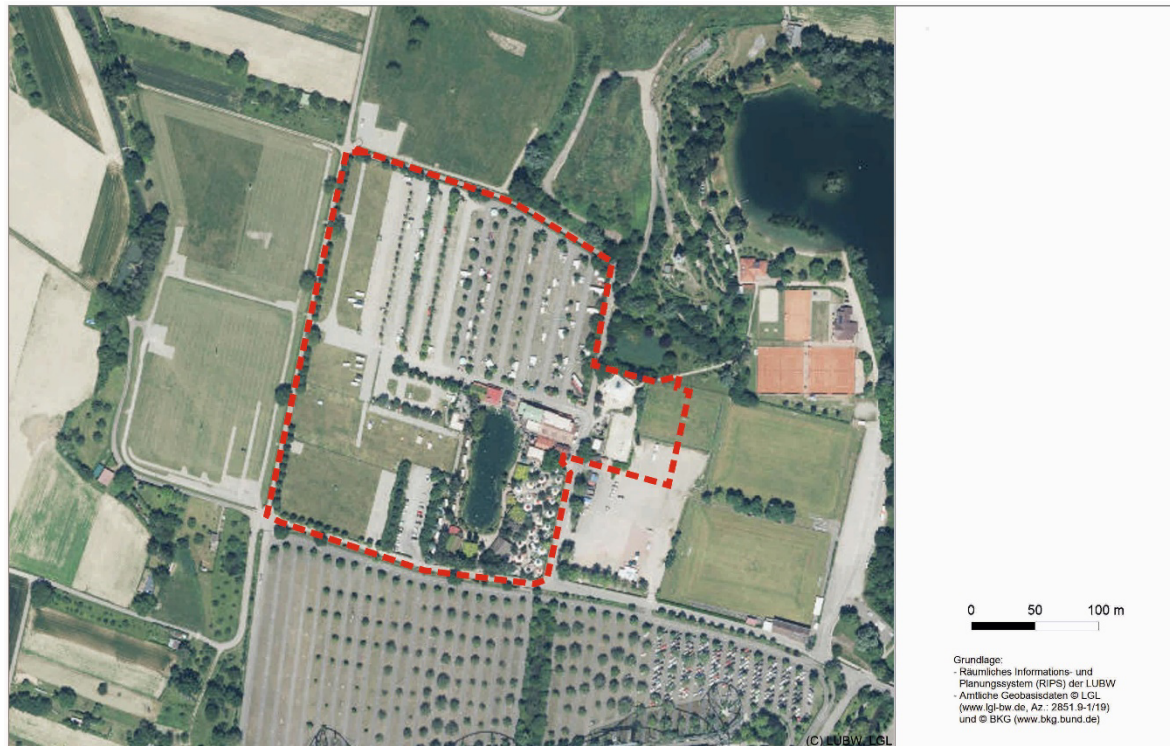 0 50 100 m
Grundlage:
- Räumliches Informations- und
Planungssystem (RIPS) der LUBW
- Amtliche Geobasisdaten © LGL
(www.lgl-bw.de, Az.: 2851.9-1/19)
und © BKG (www.bkg.bund.de)
(C) LUBW, LGL